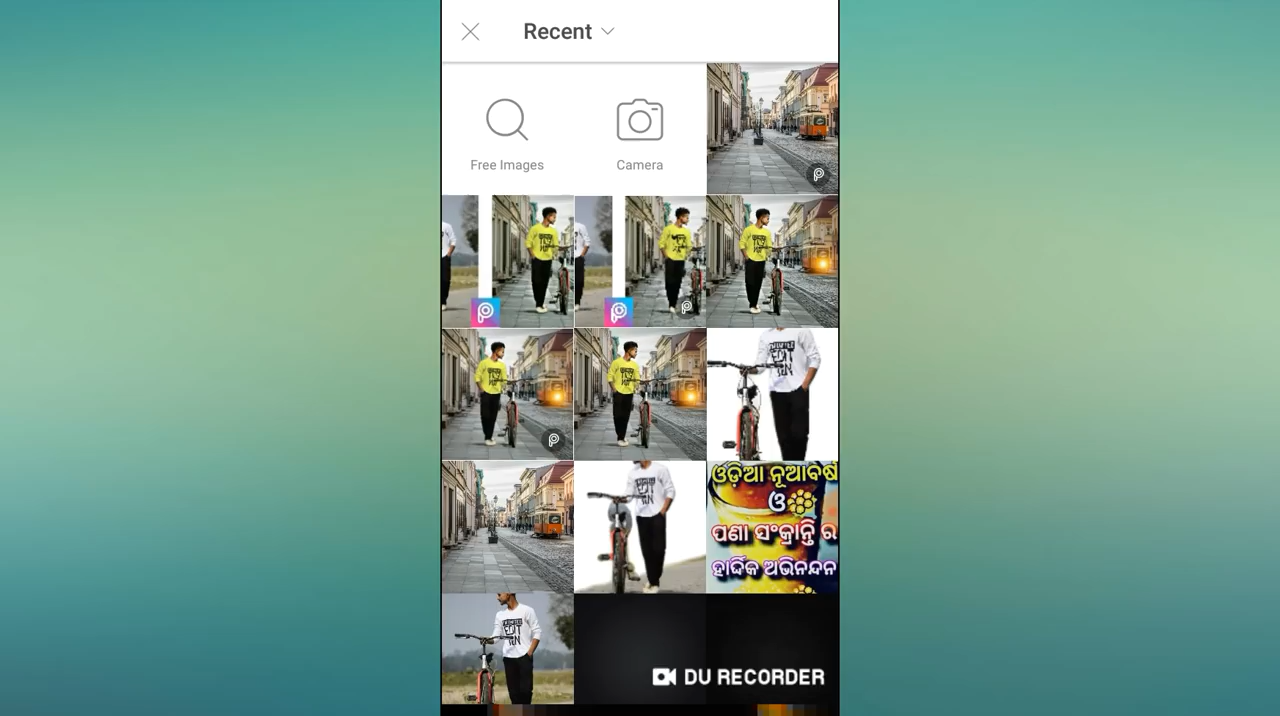 Recent
Free Images
Camera
ଓଡ଼ିଆ ନୂଆବର୍ଷ
ଓ
ପଣା ସଂକ୍ରାନ୍ତି ର
ହାର୍ଦ୍ଦିକ ଅଭିନନ୍ଦନ
DU RECORDER